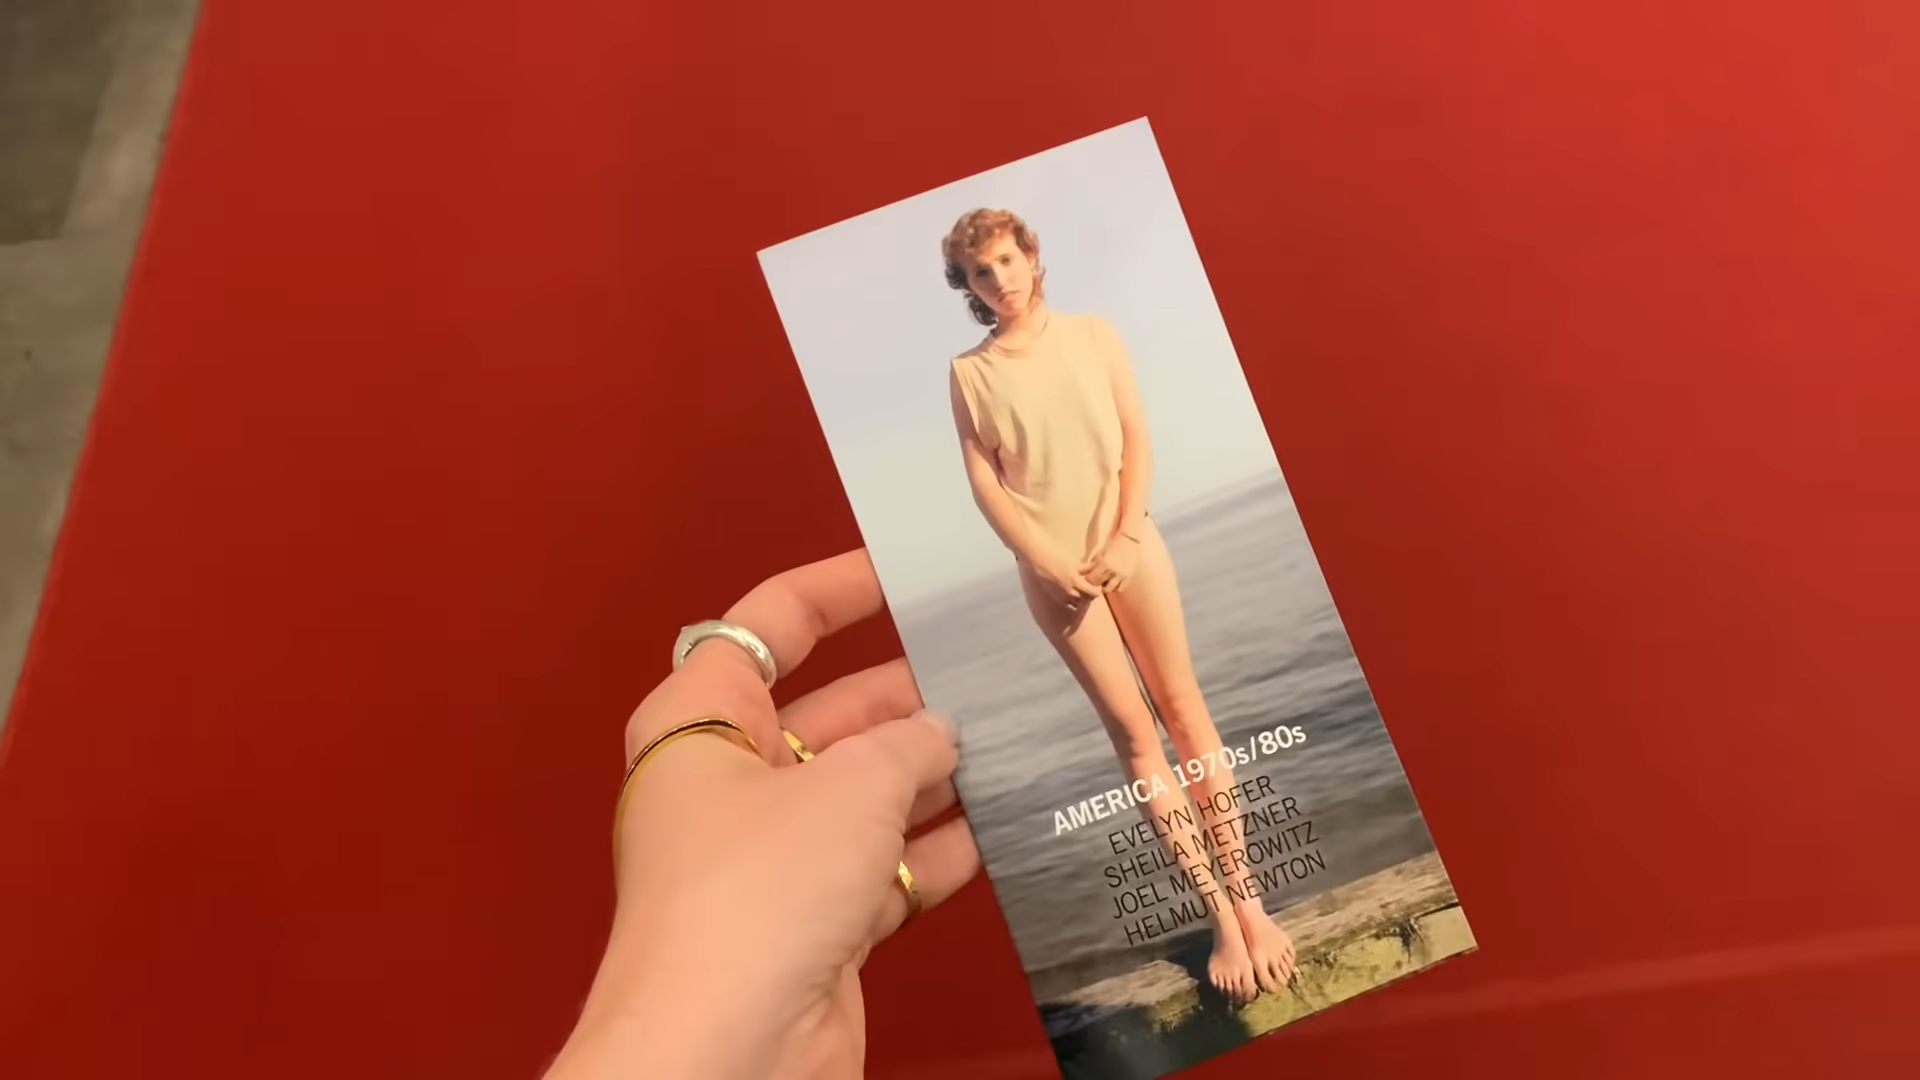 AMERICA 1970s/80s
EVELYN HOFER
SHEILA METZNER
JOEL MEYEROWITZ
HELMUT NEWTON